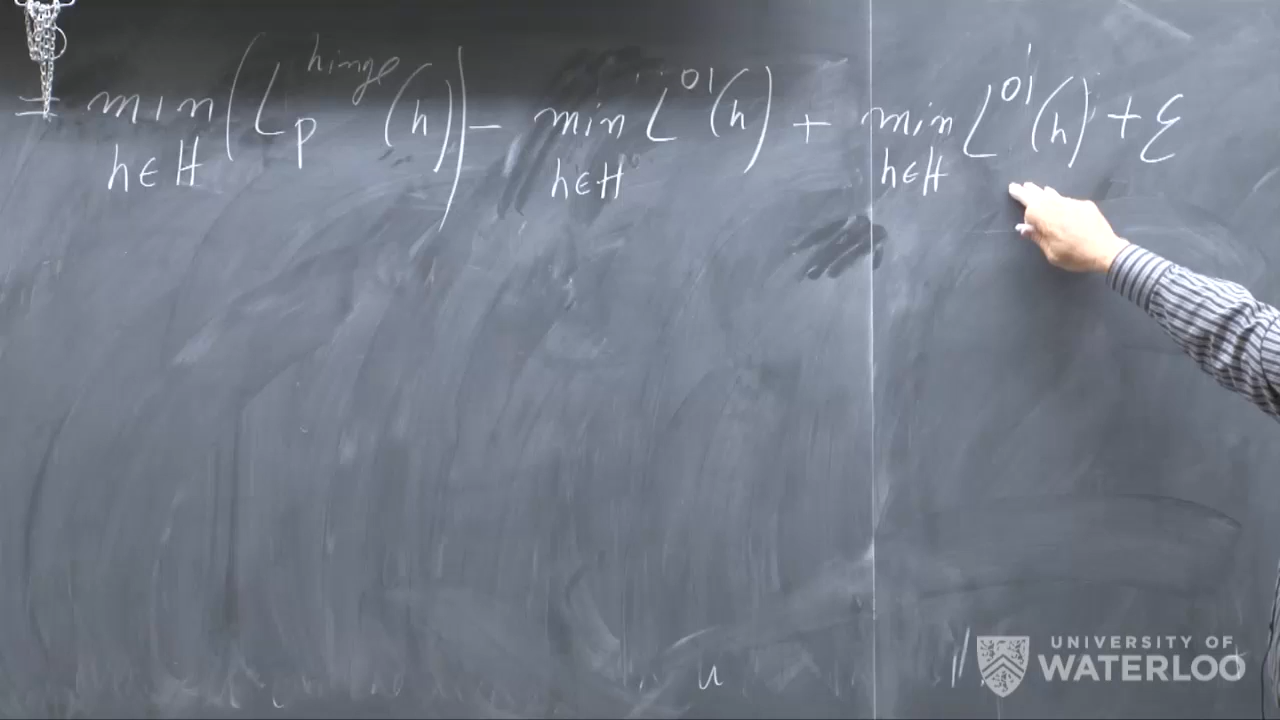 = min h∈H (L_P^hinge (h)) - min h∈H L^01 (h)) + min h∈H L^01 (h) + ε
u
UNIVERSITY OF
WATERLOO